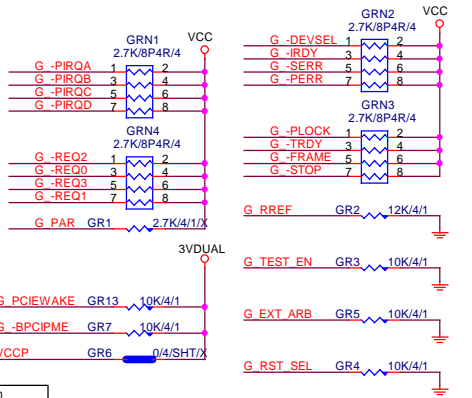 GRN1
2.7K/8P4R/4
VCC
G_-PIRQA 1 2
G_-PIRQB 3 4
G_-PIRQC 5 6
G_-PIRQD 7 8
GRN4
2.7K/8P4R/4
G_-REQ2 1 2
G_-REQ0 3 4
G_-REQ3 5 6
G_-REQ1 7 8
G_PAR GR1 2.7K/4/1/X
3VDUAL
G_PCIEWAKE GR13 10K/4/1
G_-BPCIPME GR7 10K/4/1
/CCP GR6 0/4/SHT/X
GRN2
2.7K/8P4R/4
VCC
G_-DEVSEL 1 2
G_-IRDY 3 4
G_-SERR 5 6
G_-PERR 7 8
GRN3
2.7K/8P4R/4
G_-PLOCK 1 2
G_-TRDY 3 4
G_-FRAME 5 6
G_-STOP 7 8
G_RREF GR2 12K/4/1
G_TEST_EN GR3 10K/4/1
G_EXT_ARB GR5 10K/4/1
G_RST_SEL GR4 10K/4/1